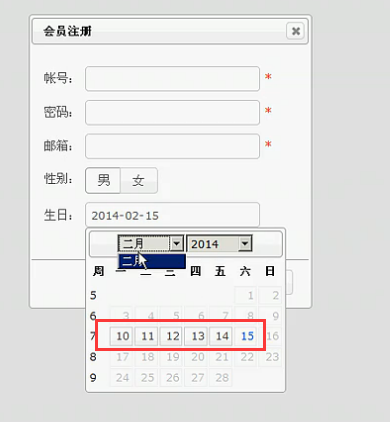 会员注册
帐号： *
密码： *
邮箱： *
性别： 男 女
生日： 2014-02-15
二月 2014
二月
周 一 二 三 四 五 六 日
5 1 2
6 3 4 5 6 7 8 9
7 10 11 12 13 14 15 16
8 17 18 19 20 21 22 23
9 24 25 26 27 28